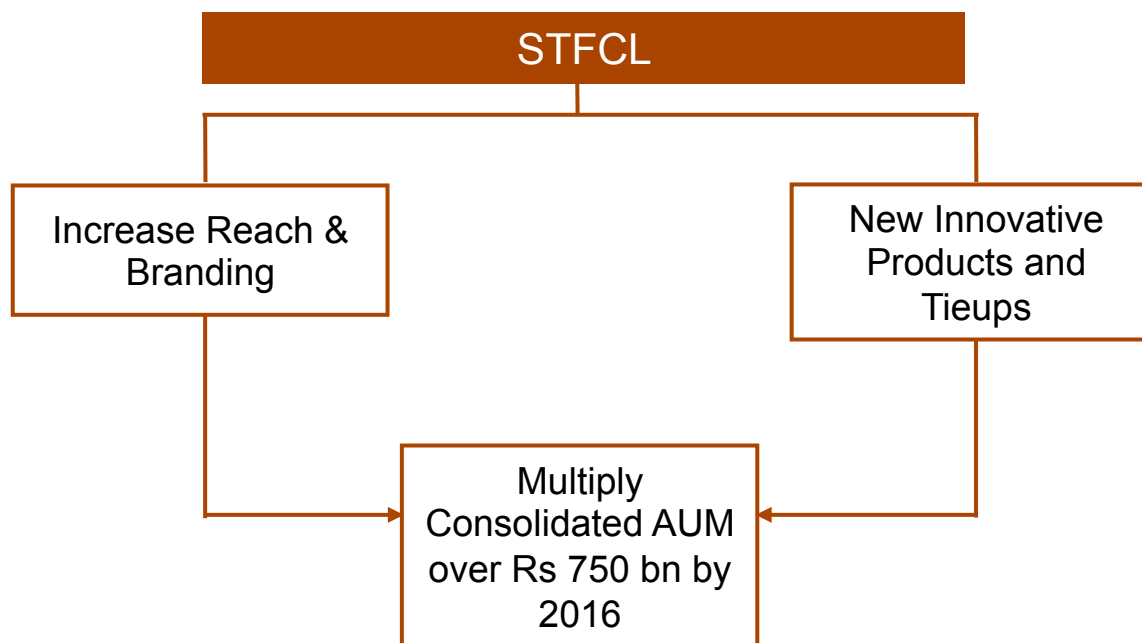 STFCL
Increase Reach &
Branding
New Innovative
Products and
Tieups
Multiply
Consolidated AUM
over Rs 750 bn by
2016